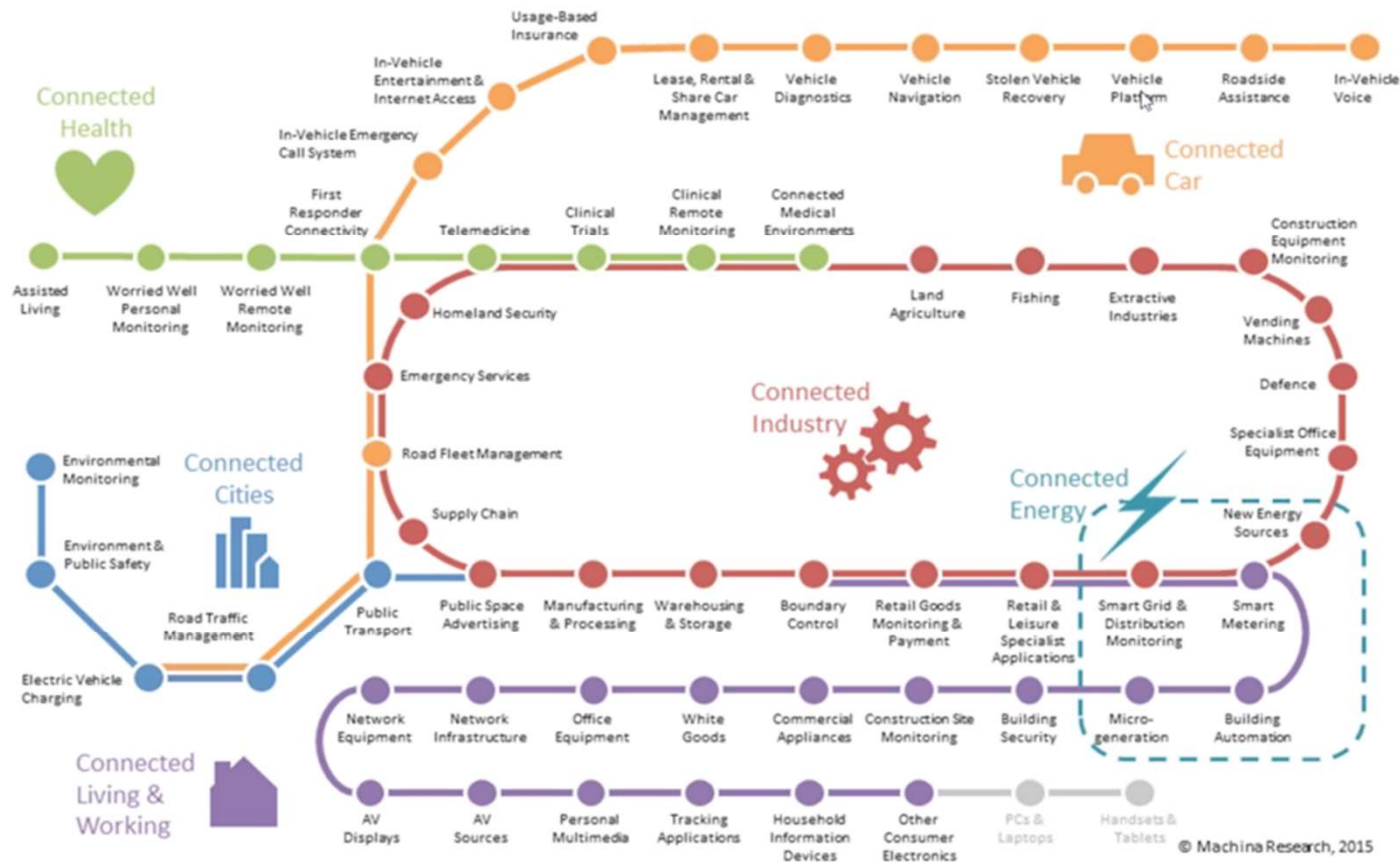 Usage-Based
Insurance
In-Vehicle
Entertainment &
Internet Access
In-Vehicle Emergency
Call System
Lease, Rental &
Share Car
Management
Vehicle
Diagnostics
Vehicle
Navigation
Stolen Vehicle
Recovery
Vehicle
Platform
Roadside
Assistance
In-Vehicle
Voice
Connected
Health
Connected
Car
First
Responder
Connectivity
Telemedicine
Clinical
Trials
Clinical
Remote
Monitoring
Connected
Medical
Environments
Construction
Equipment
Monitoring
Assisted
Living
Worried Well
Personal
Monitoring
Worried Well
Remote
Monitoring
Homeland Security
Land
Agriculture
Fishing
Extractive
Industries
Vending
Machines
Emergency Services
Defence
Connected
Industry
Specialist Office
Equipment
Environmental
Monitoring
Connected
Cities
Road Fleet Management
Connected
Energy
New Energy
Sources
Supply Chain
Environment &
Public Safety
Road Traffic
Management
Public
Transport
Public Space
Advertising
Manufacturing
& Processing
Warehousing
& Storage
Boundary
Control
Retail Goods
Monitoring &
Payment
Retail &
Leisure
Specialist
Applications
Smart Grid &
Distribution
Monitoring
Smart
Metering
Electric Vehicle
Charging
Network
Equipment
Network
Infrastructure
Office
Equipment
White
Goods
Commercial
Appliances
Construction Site
Monitoring
Building
Security
Micro-
generation
Building
Automation
Connected
Living &
Working
AV
Displays
AV
Sources
Personal
Multimedia
Tracking
Applications
Household
Information
Devices
Other
Consumer
Electronics
PCs &
Laptops
Handsets &
Tablets
© Machina Research, 2015